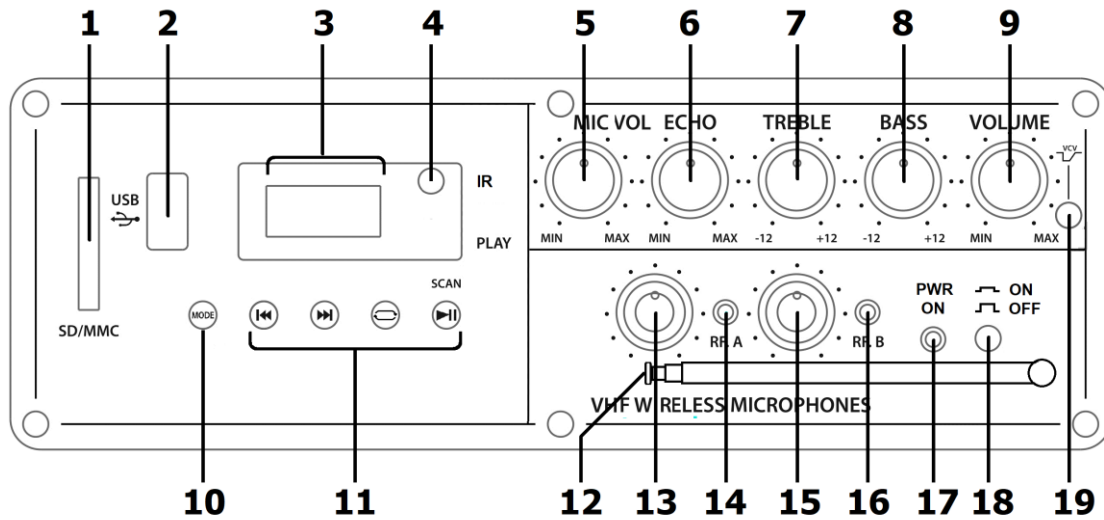 1 2 3 4 5 6 7 8 9
MIC VOL ECHO TREBLE BASS VOLUME
VCV
USB
IR
PLAY
MIN MAX MIN MAX -12 +12 -12 +12 MIN MAX
SCAN
MODE
SD/MMC
PWR ON
ON OFF
RF. A RF. B
VHF WIRELESS MICROPHONES
10 11 12 13 14 15 16 17 18 19